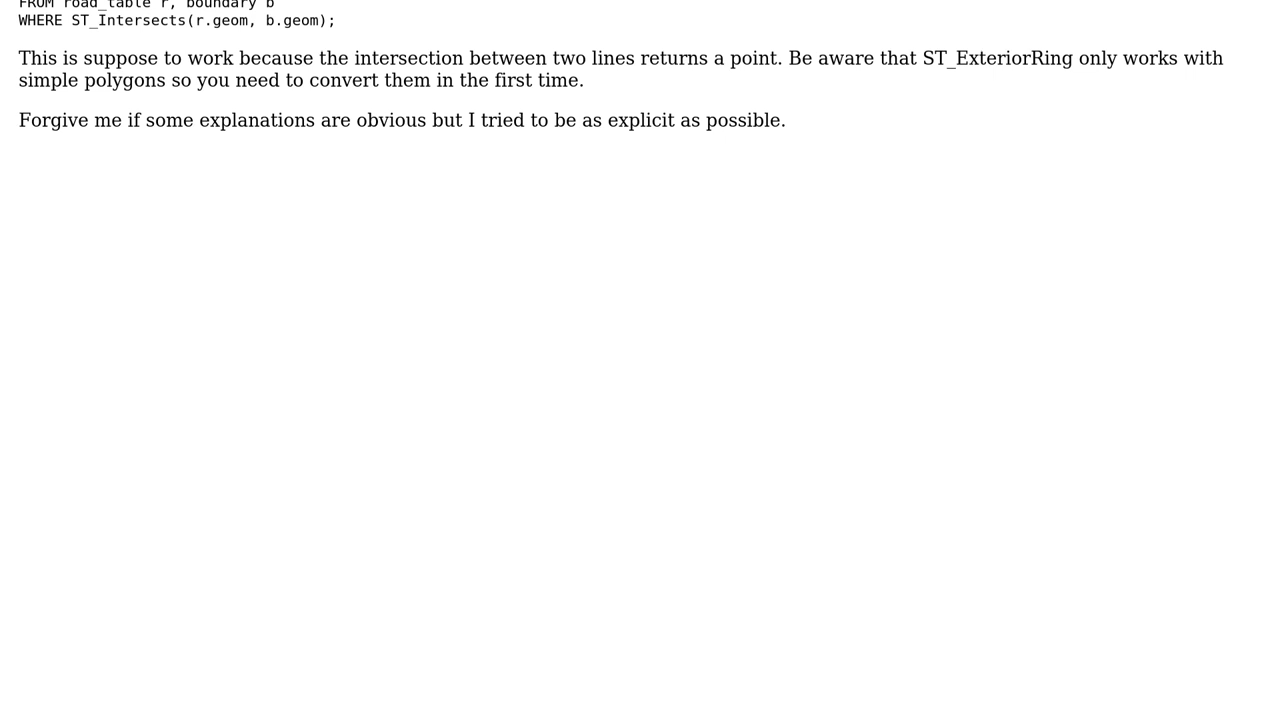 FROM road_table r, boundary b
WHERE ST_Intersects(r.geom, b.geom);
This is suppose to work because the intersection between two lines returns a point. Be aware that ST_ExteriorRing only works with
simple polygons so you need to convert them in the first time.
Forgive me if some explanations are obvious but I tried to be as explicit as possible.